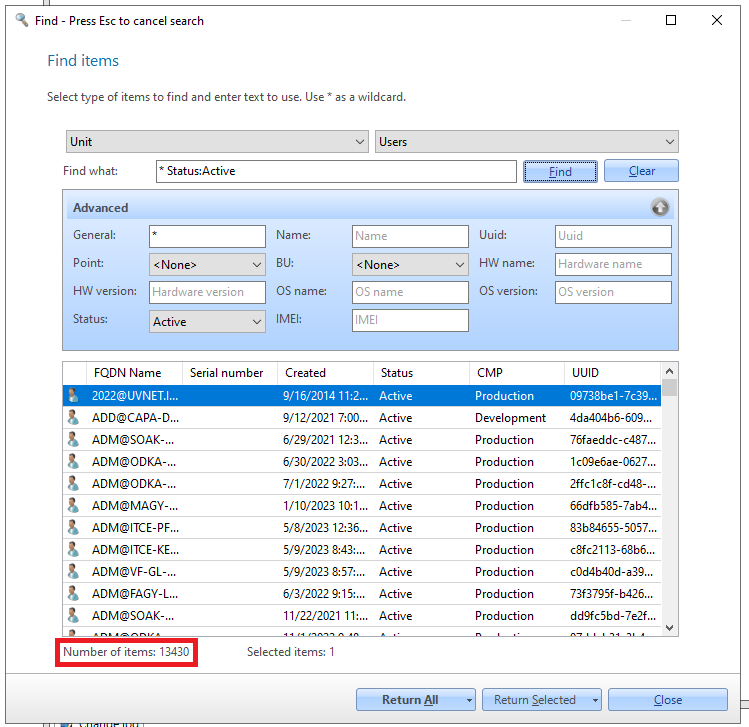 Find - Press Esc to cancel search
Find items
Select type of items to find and enter text to use. Use * as a wildcard.
Unit Users
Find what: * Status:Active Find Clear
Advanced
General: * Name: Name Uuid: Uuid
Point: <None> BU: <None> HW name: Hardware name
HW version: Hardware version OS name: OS name OS version: OS version
Status: Active IMEI: IMEI
FQDN Name Serial number Created Status CMP UUID
2022@UVNET.I... 9/16/2014 11:2... Active Production 09738be1-7c39...
ADD@CAPA-D... 9/12/2021 7:00... Active Development 4da404b6-609...
ADM@SOAK-... 6/29/2021 12:3... Active Production 76faeddc-c487...
ADM@ODKA-... 6/30/2022 3:03... Active Production 1c09e6ae-0627...
ADM@ODKA-... 7/1/2022 9:27:... Active Production 2ffc1c8f-cd48-...
ADM@MAGY-... 1/10/2023 10:1... Active Production 66dfb585-7ab4...
ADM@ITCE-PF... 5/8/2023 12:36... Active Production 83b84655-5057...
ADM@ITCE-KE... 5/9/2023 8:43:... Active Production c8fc2113-68b6...
ADM@VF-GL-... 5/9/2023 8:57:... Active Production c0d4b40d-a39...
ADM@FAGY-L... 6/3/2022 9:15:... Active Production 73f3795f-b426...
ADM@SOAK-... 11/22/2021 11:... Active Production dd9fc5bd-7e2f...
ADM@ODKA-... Active Production
Number of items: 13430 Selected items: 1
Return All Return Selected Close
Change log